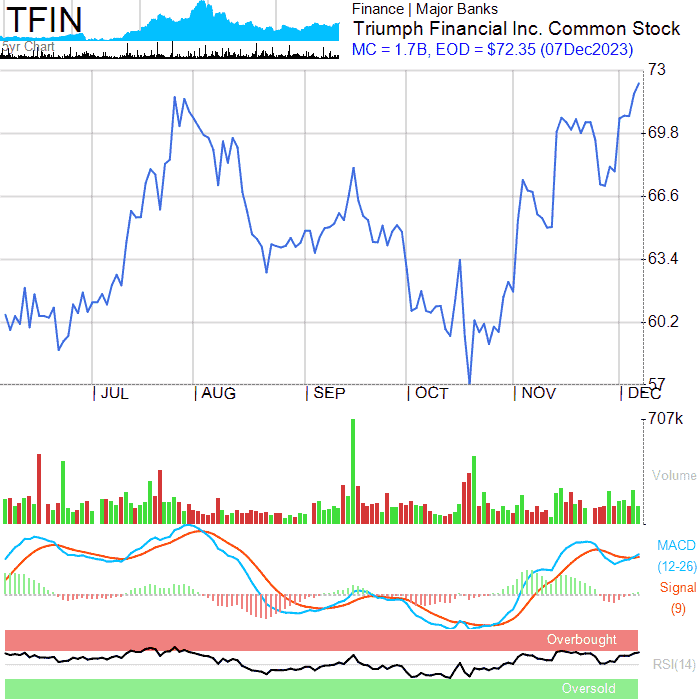 TFIN
5yr Chart
Finance | Major Banks
Triumph Financial Inc. Common Stock
MC = 1.7B, EOD = $72.35 (07Dec2023)
73
69.8
66.6
63.4
60.2
57
JUL AUG SEP OCT NOV DEC
707k
Volume
MACD
(12-26)
Signal
(9)
Overbought
RSI(14)
Oversold